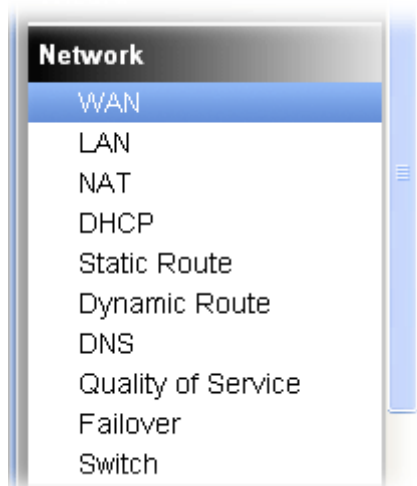 Network
WAN
LAN
NAT
DHCP
Static Route
Dynamic Route
DNS
Quality of Service
Failover
Switch